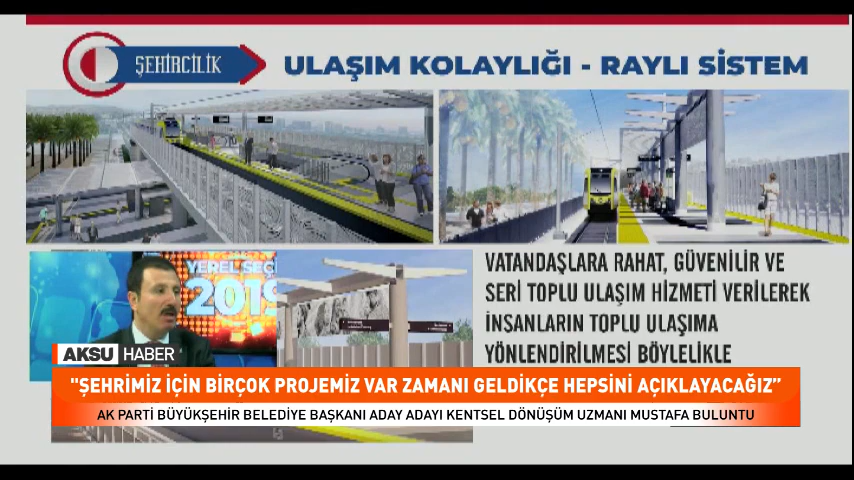 ŞEHİRCİLİK
ULAŞIM KOLAYLIĞI - RAYLI SİSTEM
VATANDAŞLARA RAHAT, GÜVENİLİR VE
SERİ TOPLU ULAŞIM HİZMETİ VERİLEREK
İNSANLARIN TOPLU ULAŞIMA
YÖNLENDİRİLMESİ BÖYLELİKLE
YEREL SEÇİ
2019
AKSU HABER
"ŞEHRİMİZ İÇİN BİRÇOK PROJEMİZ VAR ZAMANI GELDİKÇE HEPSİNİ AÇIKLAYACAĞIZ”
AK PARTİ BÜYÜKŞEHİR BELEDİYE BAŞKANI ADAY ADAYI KENTSEL DÖNÜŞÜM UZMANI MUSTAFA BULUNTU